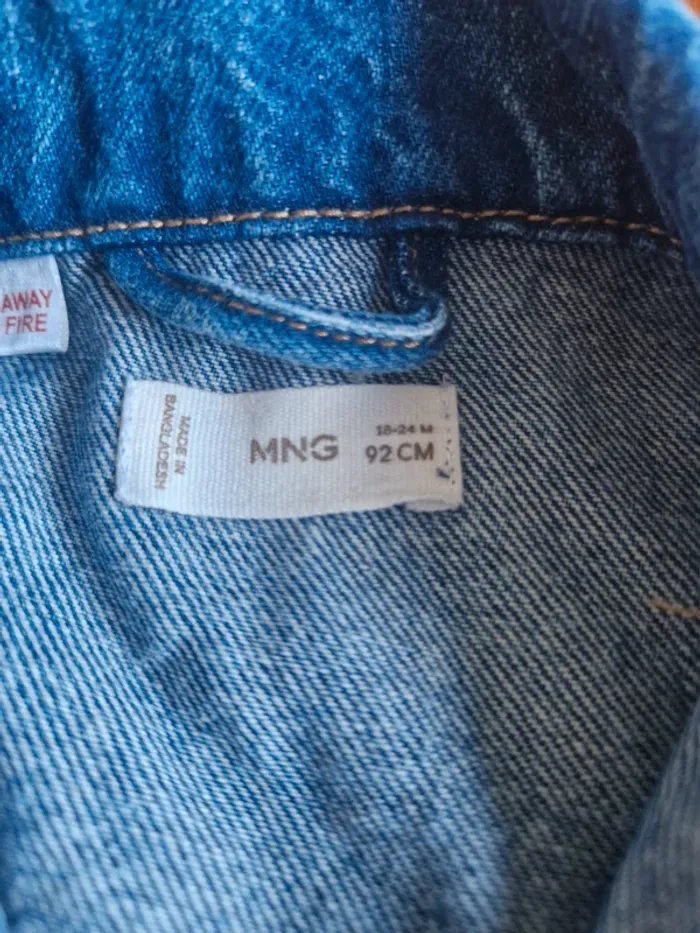 AWAY
FIRE
MADE IN
BANGLADESH
MNG
18-24 M
92 CM